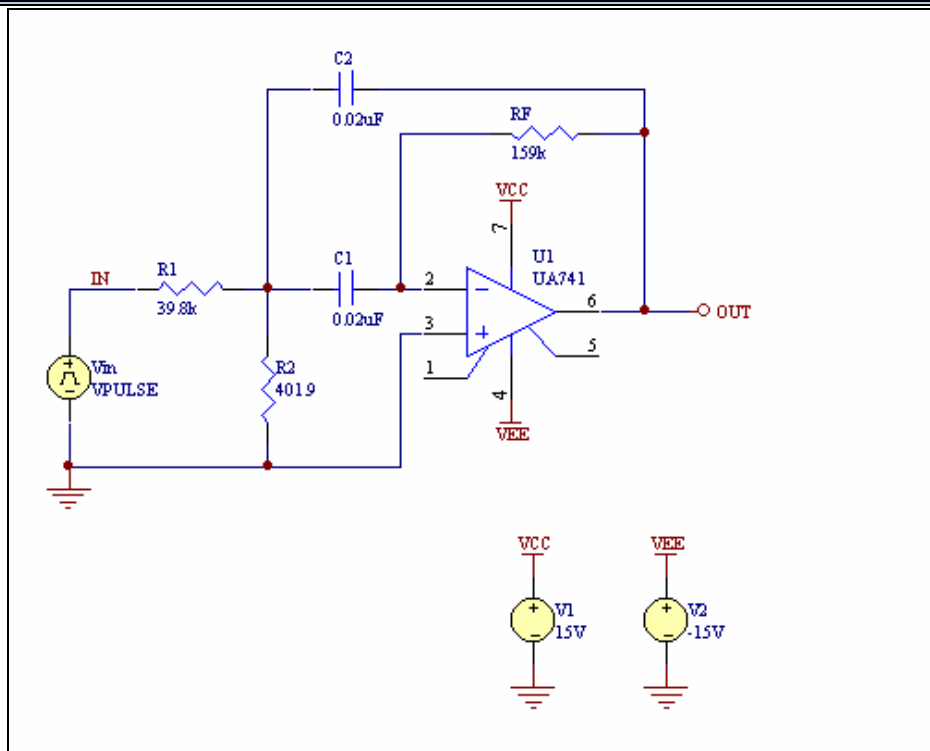 C2
0.02uF
RF
159k
VCC
7
U1
UA741
C1
0.02uF
IN
R1
39.8k
2
3
6
OUT
5
1
4
VEE
Vin
VPULSE
R2
4019
VCC
VEE
V1
15V
V2
-15V